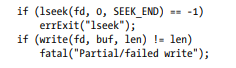 if (lseek(fd, 0, SEEK_END) == -1)
    errExit("lseek");
if (write(fd, buf, len) != len)
    fatal("Partial/failed write");